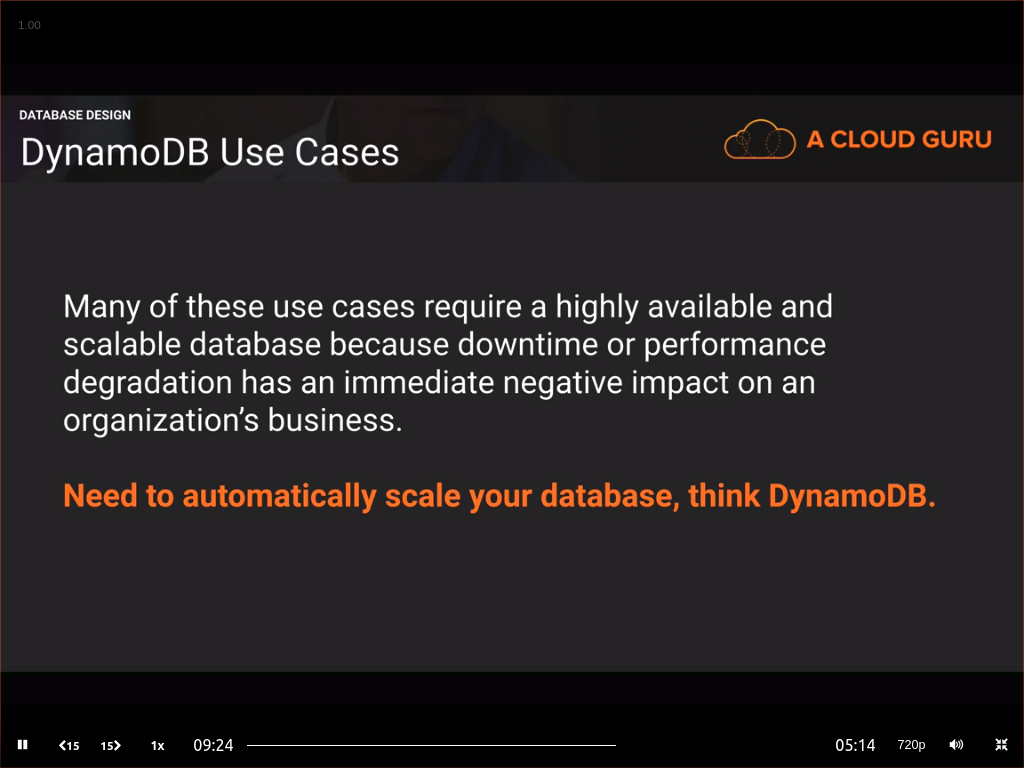 1.00
DATABASE DESIGN
DynamoDB Use Cases
A CLOUD GURU
Many of these use cases require a highly available and
scalable database because downtime or performance
degradation has an immediate negative impact on an
organization’s business.
Need to automatically scale your database, think DynamoDB.
15 15 1x 09:24 05:14 720p